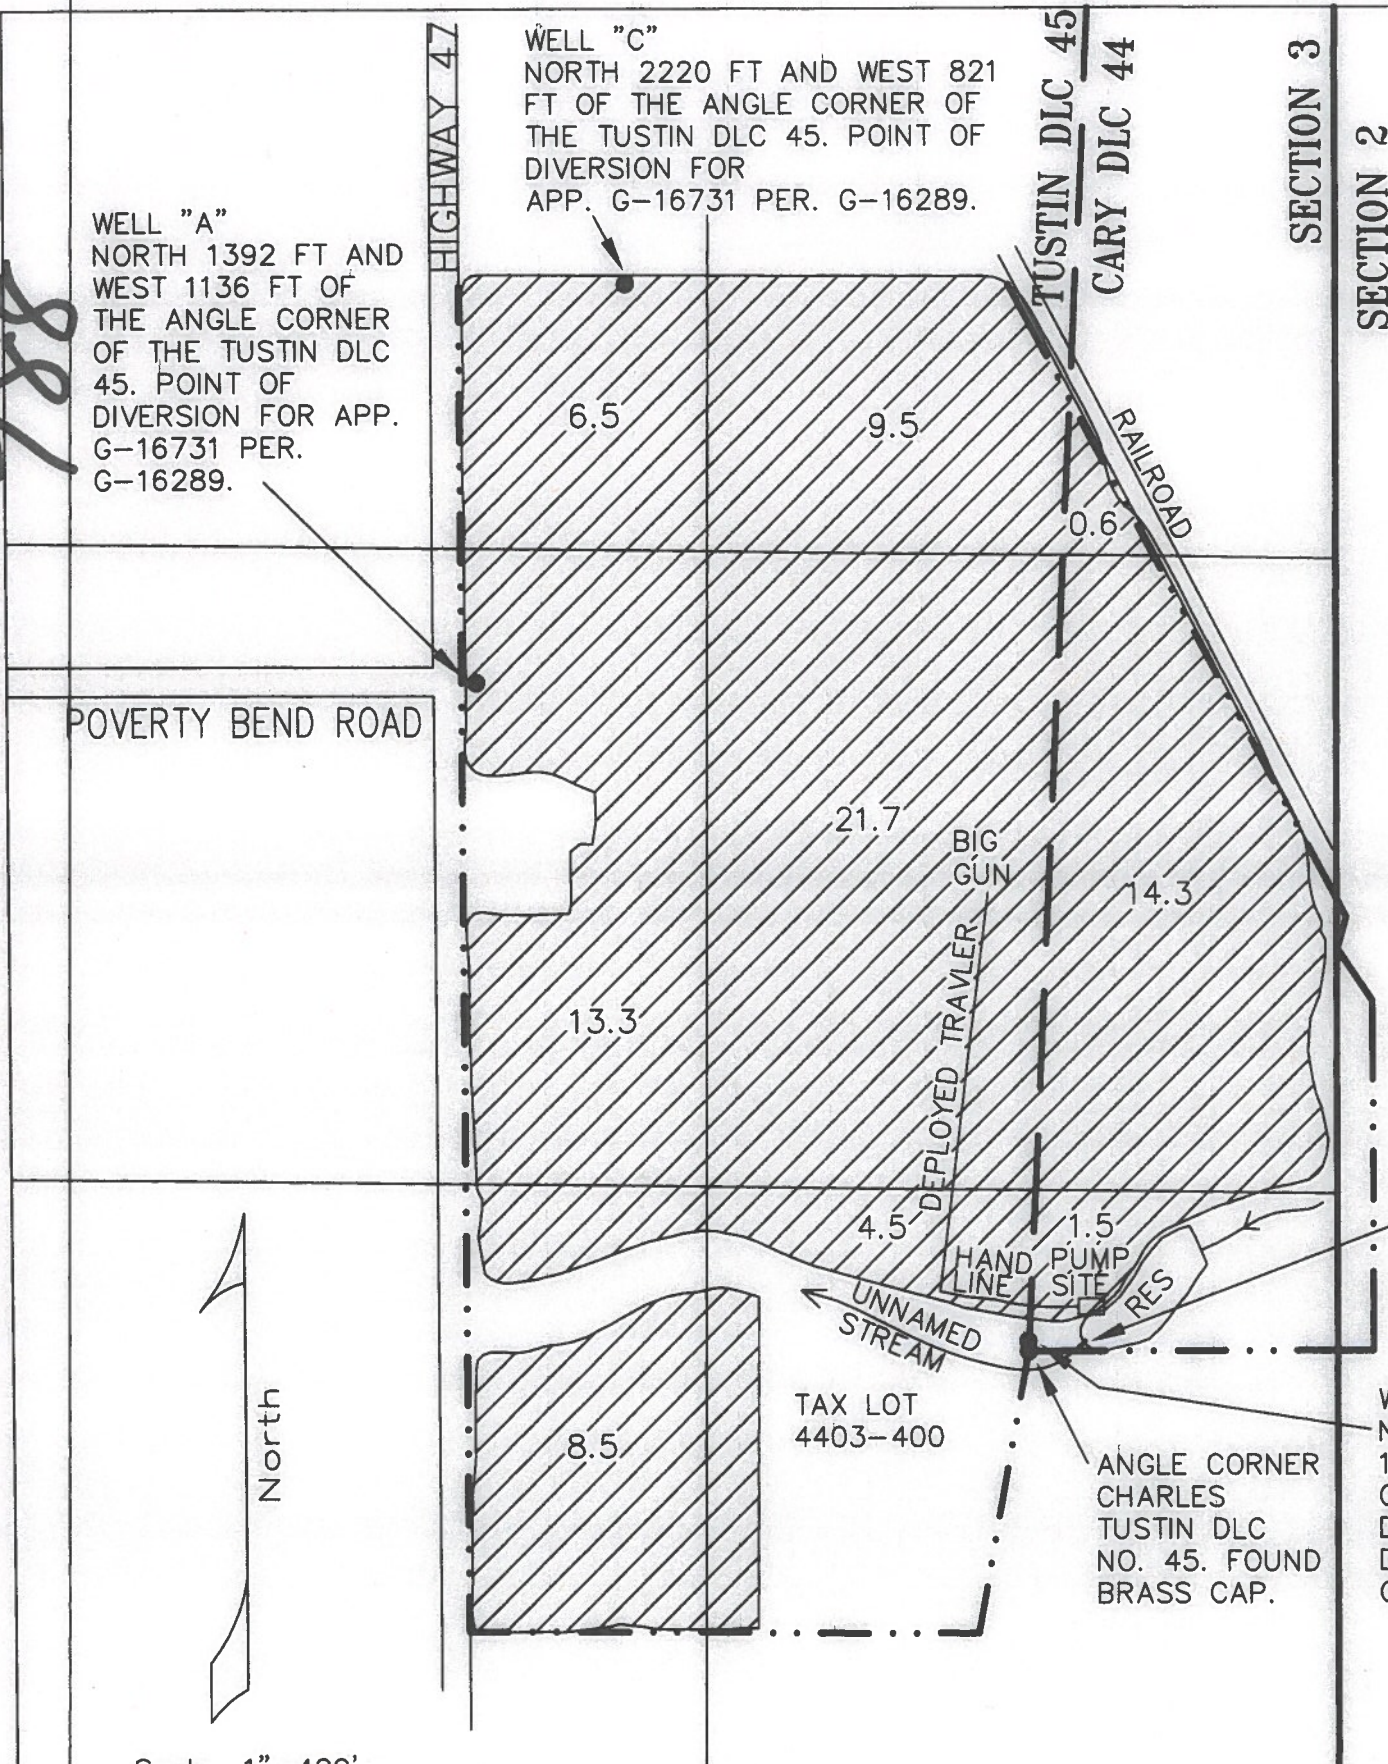 HIGHWAY 47
WELL "C"
NORTH 2220 FT AND WEST 821
FT OF THE ANGLE CORNER OF
THE TUSTIN DLC 45. POINT OF
DIVERSION FOR
APP. G-16731 PER. G-16289.
TUSTIN DLC 45
CARY DLC 44
SECTION 3
SECTION 2
WELL "A"
NORTH 1392 FT AND
WEST 1136 FT OF
THE ANGLE CORNER
OF THE TUSTIN DLC
45. POINT OF
DIVERSION FOR APP.
G-16731 PER.
G-16289.
6.5
9.5
RAILROAD
0.6
POVERTY BEND ROAD
21.7
BIG
GUN
14.3
DEPLOYED TRAVLER
13.3
4.5
1.5
HAND
LINE
PUMP
SITE
RES
UNNAMED
STREAM
North
TAX LOT
4403-400
8.5
ANGLE CORNER
CHARLES
TUSTIN DLC
NO. 45. FOUND
BRASS CAP.